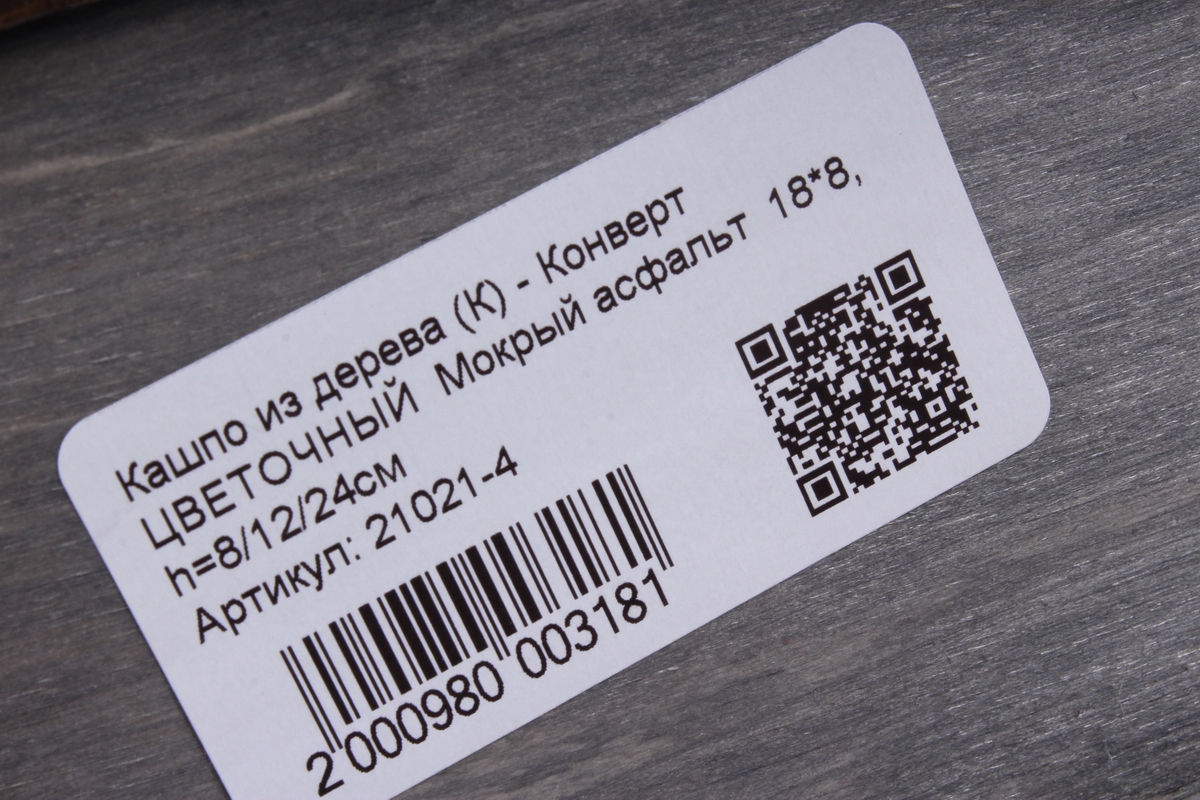 Кашпо из дерева (К) - Конверт
ЦВЕТОЧНЫЙ Мокрый асфальт 18*8,
h=8/12/24см
Артикул: 21021-4
2 000980 003181